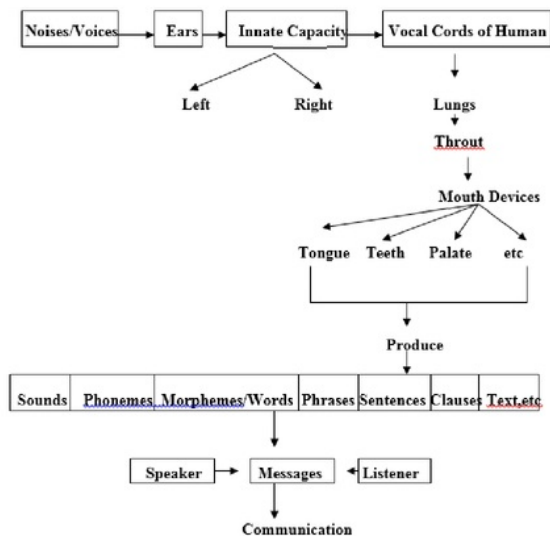 Noises/Voices Ears Innate Capacity Vocal Cords of Human
Left Right Lungs
Throut
Mouth Devices
Tongue Teeth Palate etc
Produce
Sounds Phonemes Morphemes/Words Phrases Sentences Clauses Text,etc
Speaker Messages Listener
Communication